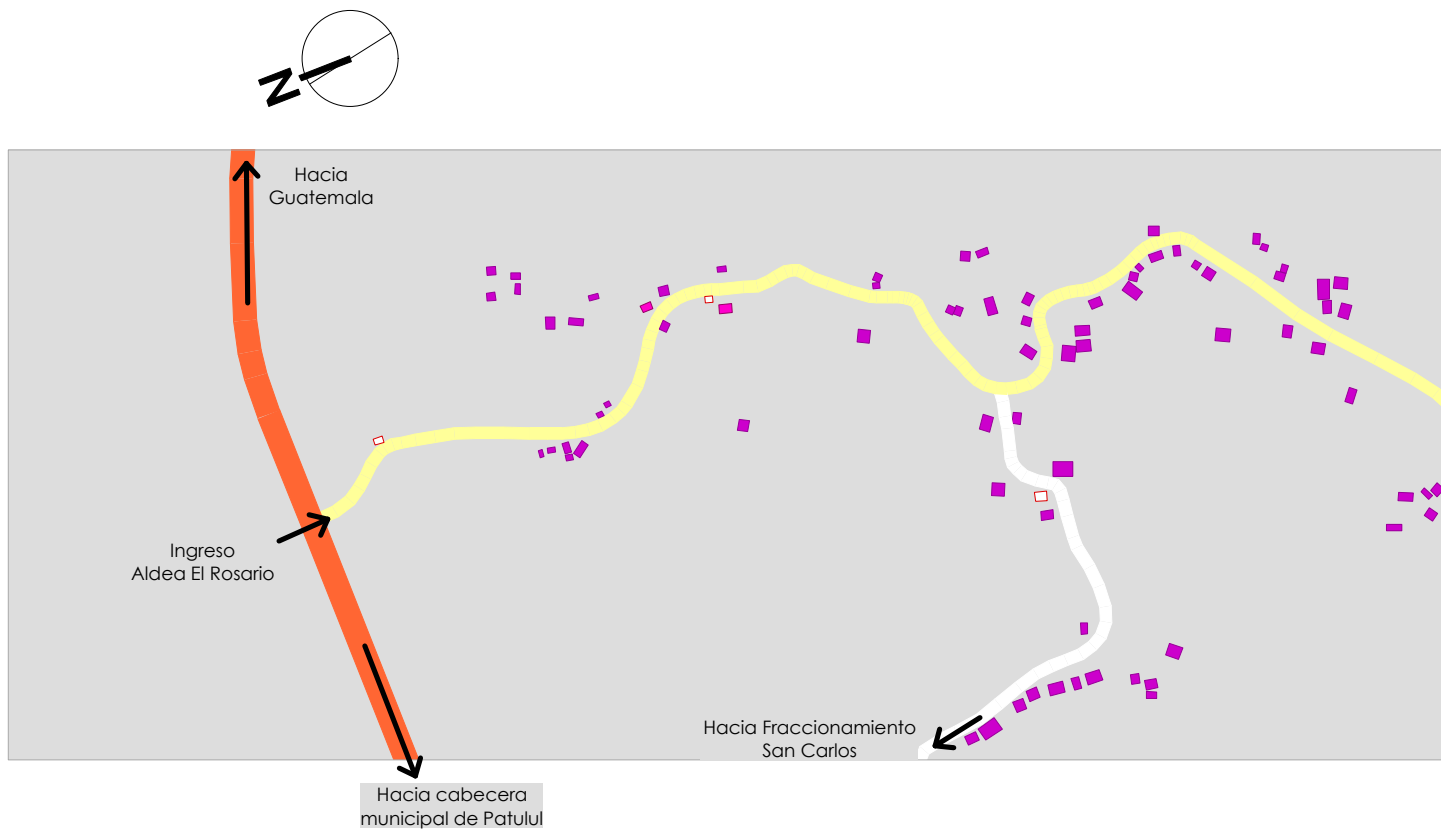 N
Hacia
Guatemala
Ingreso
Aldea El Rosario
Hacia Fraccionamiento
San Carlos
Hacia cabecera
municipal de Patulul